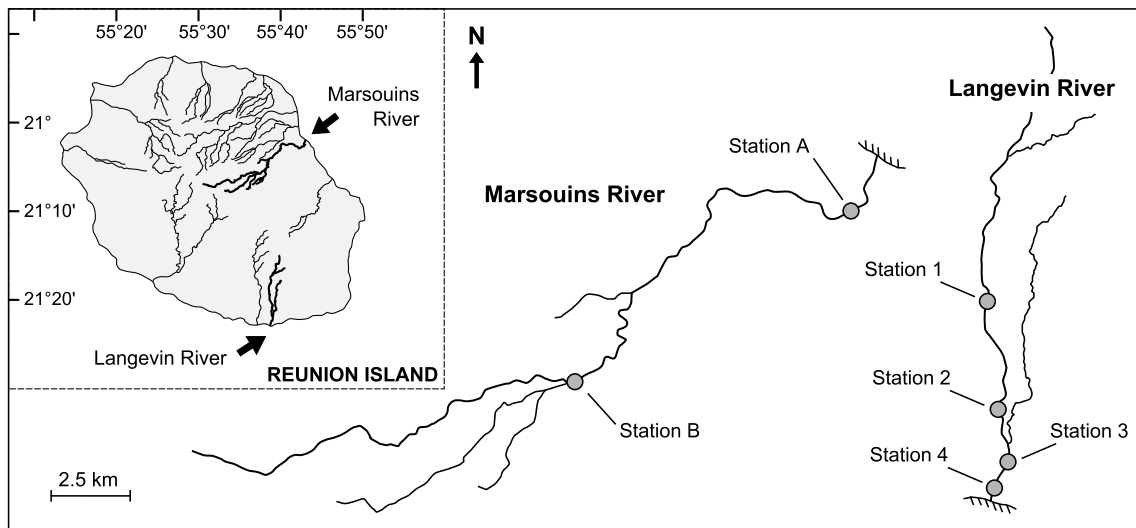 55°20' 55°30' 55°40' 55°50'
21°
21°10'
21°20'
Marsouins
River
Langevin River
REUNION ISLAND
N
Langevin River
Marsouins River
Station A
Station 1
Station 2
Station B
Station 3
Station 4
2.5 km